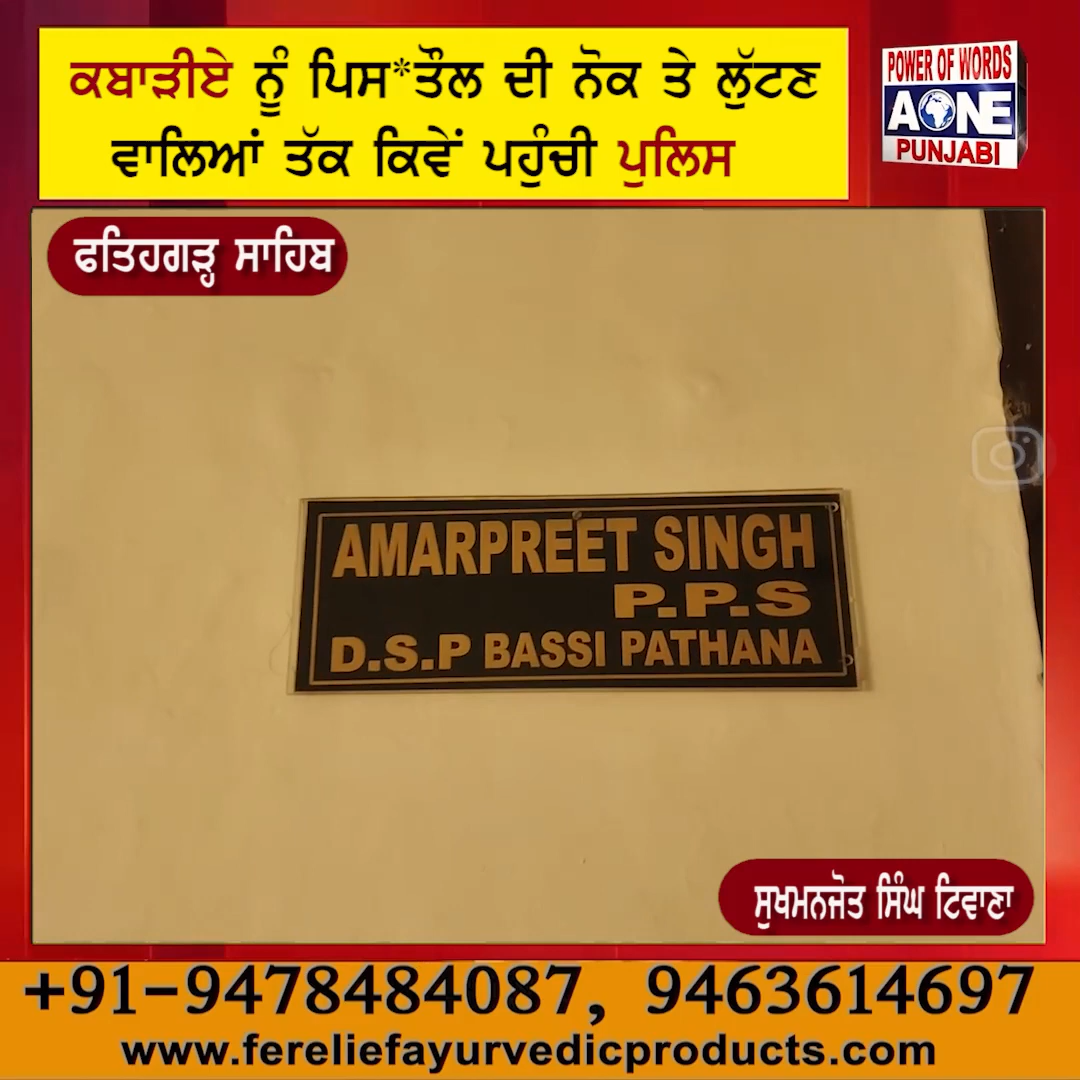 ਕਬਾੜੀਏ ਨੂੰ ਪਿਸ*ਤੌਲ ਦੀ ਨੋਕ ਤੇ ਲੁੱਟਣ
ਵਾਲਿਆਂ ਤੱਕ ਕਿਵੇਂ ਪਹੁੰਚੀ ਪੁਲਿਸ
POWER OF WORDS
AONE
PUNJABI
ਫਤਿਹਗੜ੍ਹ ਸਾਹਿਬ
AMARPREET SINGH
P.P.S
D.S.P BASSI PATHANA
ਸੁਖਮਨਜੋਤ ਸਿੰਘ ਟਿਵਾਣਾ
+91-9478484087, 9463614697
www.fereliefayurvedicproducts.com